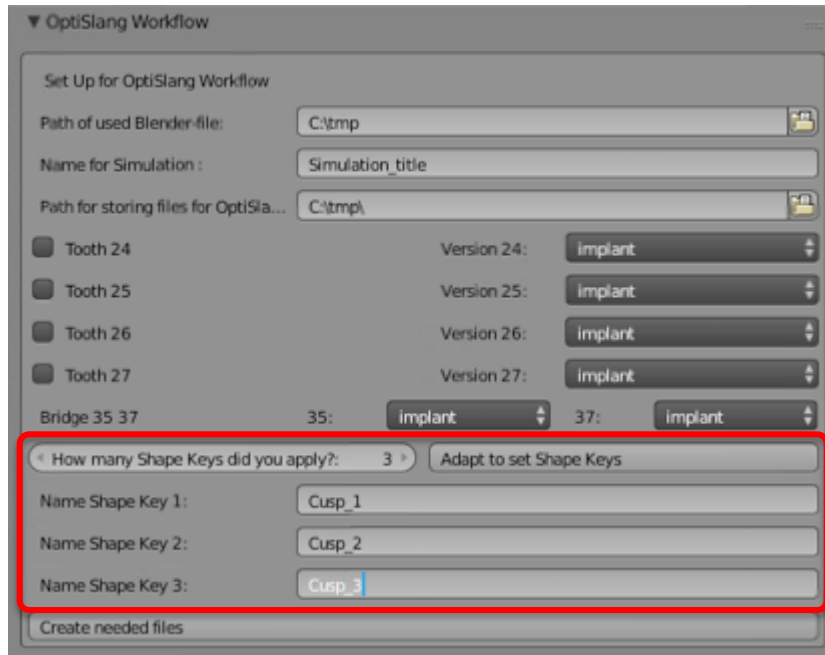 OptiSlang Workflow
Set Up for OptiSlang Workflow
Path of used Blender-file: C:\tmp
Name for Simulation : Simulation_title
Path for storing files for OptiSla... C:\tmp\
Tooth 24 Version 24: implant
Tooth 25 Version 25: implant
Tooth 26 Version 26: implant
Tooth 27 Version 27: implant
Bridge 35 37 35: implant 37: implant
How many Shape Keys did you apply?: 3 Adapt to set Shape Keys
Name Shape Key 1: Cusp_1
Name Shape Key 2: Cusp_2
Name Shape Key 3: Cusp_3
Create needed files